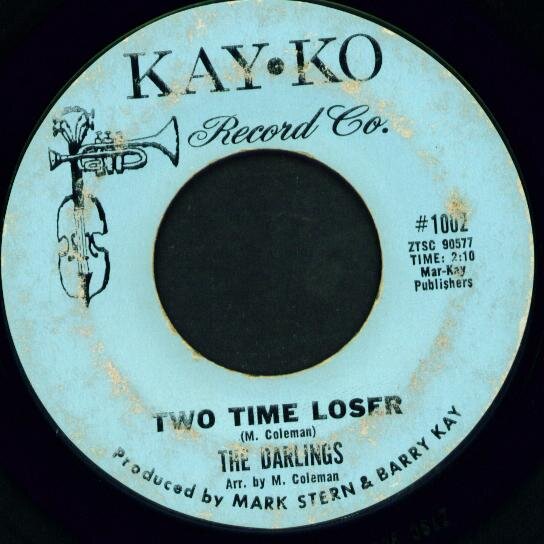 KAY•KO
Record Co.
#1002
ZTSC 90577
TIME: 2:10
Mar-Kay
Publishers
TWO TIME LOSER
(M. Coleman)
THE DARLINGS
Arr. by M. Coleman
Produced by MARK STERN & BARRY KAY